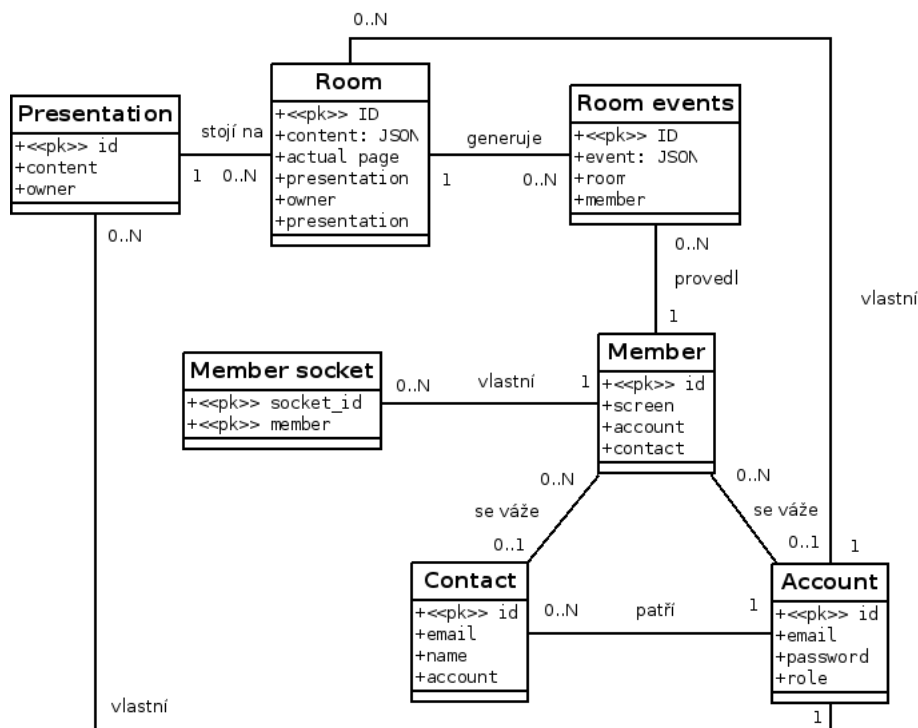 0..N
Room
+<<pk>> ID
+content: JSON
+actual page
+presentation
+owner
+presentation
Presentation
+<<pk>> id
+content
+owner
stojí na
1 0..N
0..N
Room events
+<<pk>> ID
+event: JSON
+room
+member
generuje
1
0..N
0..N
provedl
1
vlastní
Member
+<<pk>> id
+screen
+account
+contact
Member socket
+<<pk>> socket_id
+<<pk>> member
0..N
vlastní
1
0..N
0..N
se váže
se váže
0..1
0..1
1
Contact
+<<pk>> id
+email
+name
+account
0..N
patří
1
Account
+<<pk>> id
+email
+password
+role
vlastní
1